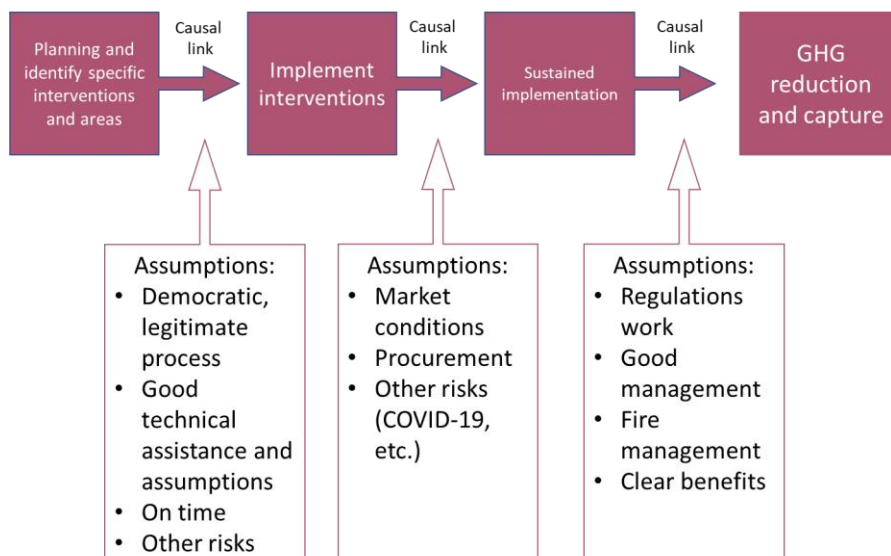 Planning and
identify specific
interventions
and areas
Causal
link
Implement
interventions
Causal
link
Sustained
implementation
Causal
link
GHG
reduction
and capture
Assumptions:
• Democratic,
legitimate
process
• Good
technical
assistance and
assumptions
• On time
• Other risks
Assumptions:
• Market
conditions
• Procurement
• Other risks
(COVID-19,
etc.)
Assumptions:
• Regulations
work
• Good
management
• Fire
management
• Clear benefits